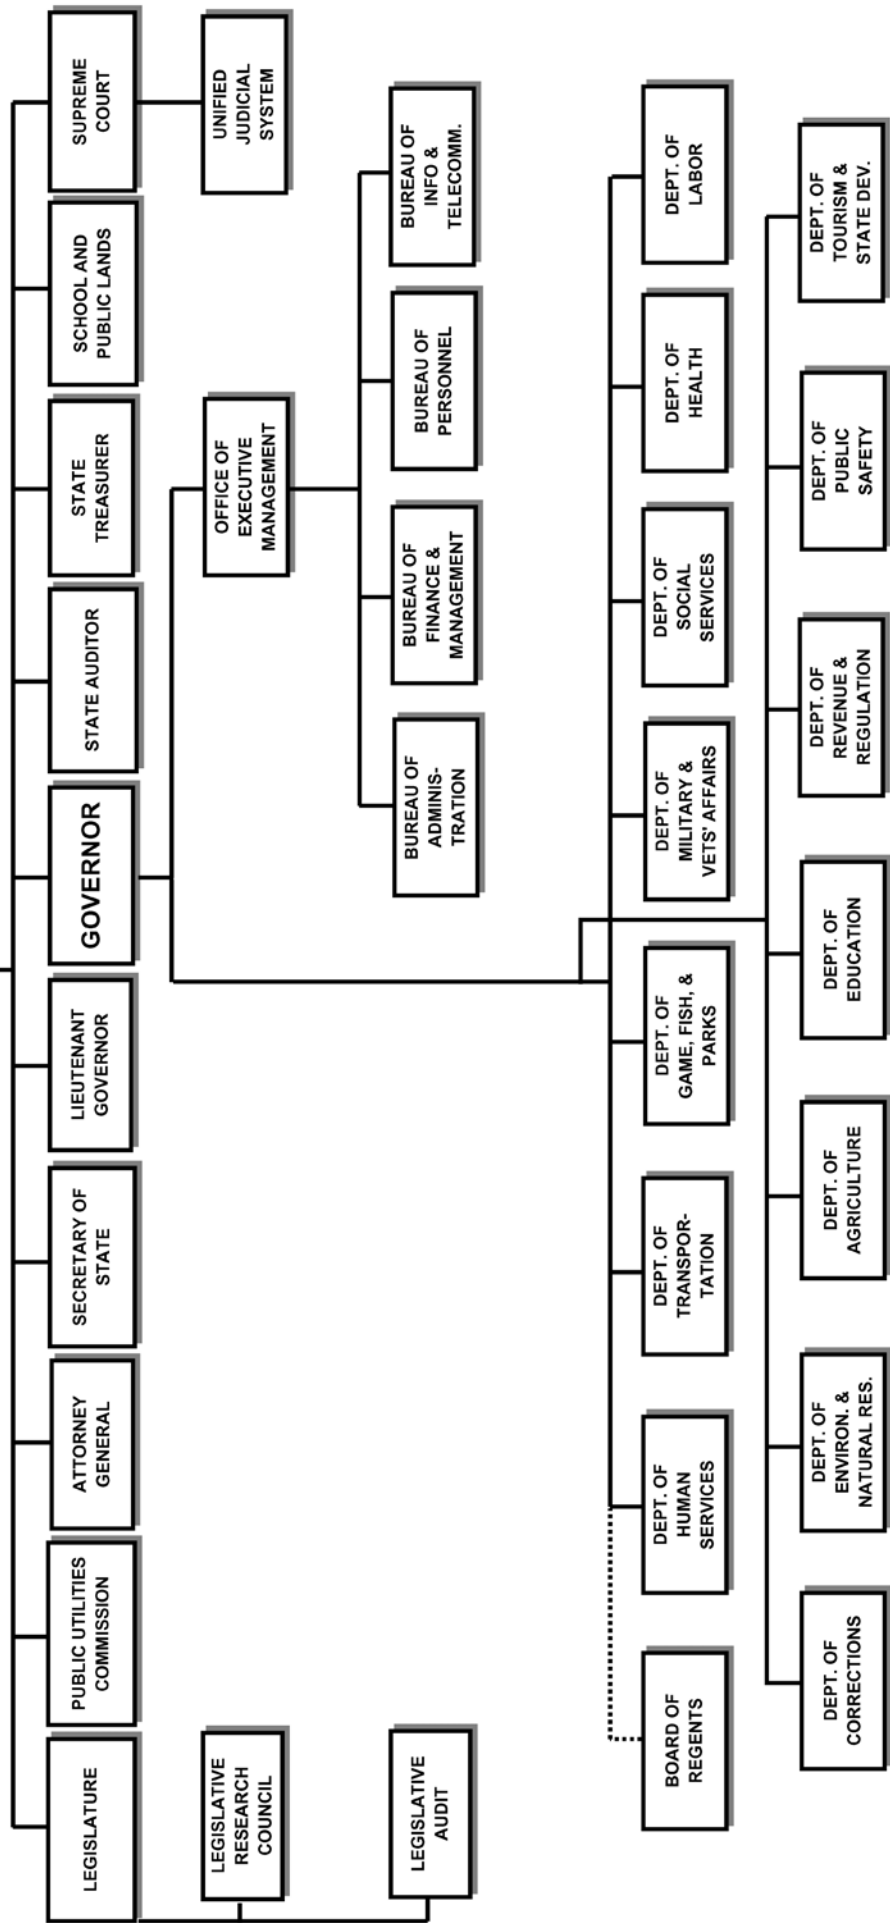 LEGISLATURE
PUBLIC UTILITIES
COMMISSION
ATTORNEY
GENERAL
SECRETARY OF
STATE
LIEUTENANT
GOVERNOR
GOVERNOR
STATE AUDITOR
STATE
TREASURER
SCHOOL AND
PUBLIC LANDS
SUPREME
COURT
LEGISLATIVE
RESEARCH
COUNCIL
OFFICE OF
EXECUTIVE
MANAGEMENT
UNIFIED
JUDICIAL
SYSTEM
LEGISLATIVE
AUDIT
BUREAU OF
ADMINIS-
TRATION
BUREAU OF
FINANCE &
MANAGEMENT
BUREAU OF
PERSONNEL
BUREAU OF
INFO &
TELECOMM.
BOARD OF
REGENTS
DEPT. OF
HUMAN
SERVICES
DEPT. OF
TRANSPOR-
TATION
DEPT. OF
GAME, FISH, &
PARKS
DEPT. OF
MILITARY &
VETS' AFFAIRS
DEPT. OF
SOCIAL
SERVICES
DEPT. OF
HEALTH
DEPT. OF
LABOR
DEPT. OF
CORRECTIONS
DEPT. OF
ENVIRON. &
NATURAL RES.
DEPT. OF
AGRICULTURE
DEPT. OF
EDUCATION
DEPT. OF
REVENUE &
REGULATION
DEPT. OF
PUBLIC
SAFETY
DEPT. OF
TOURISM &
STATE DEV.